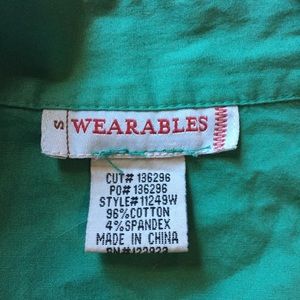 S
WEARABLES
CUT# 136296
PO# 136296
STYLE# 11249W
96% COTTON
4% SPANDEX
MADE IN CHINA